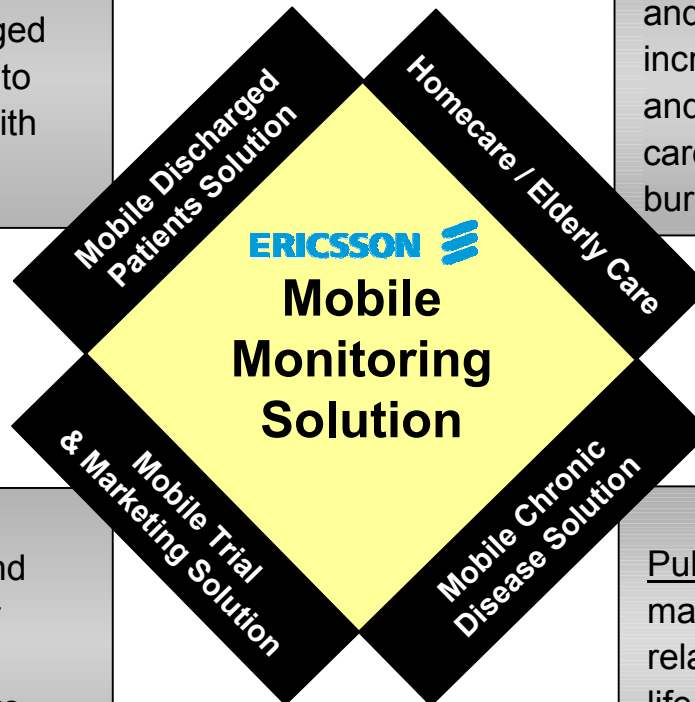 ged
to
ith
and
incr
and
care
bur
Mobile Discharged
Patients Solution
Homecare / Elderly Care
ERICSSON
Mobile
Monitoring
Solution
& Marketing Solution
Mobile Trial
Mobile Chronic
Disease Solution
nd
Pul
ma
rela
life